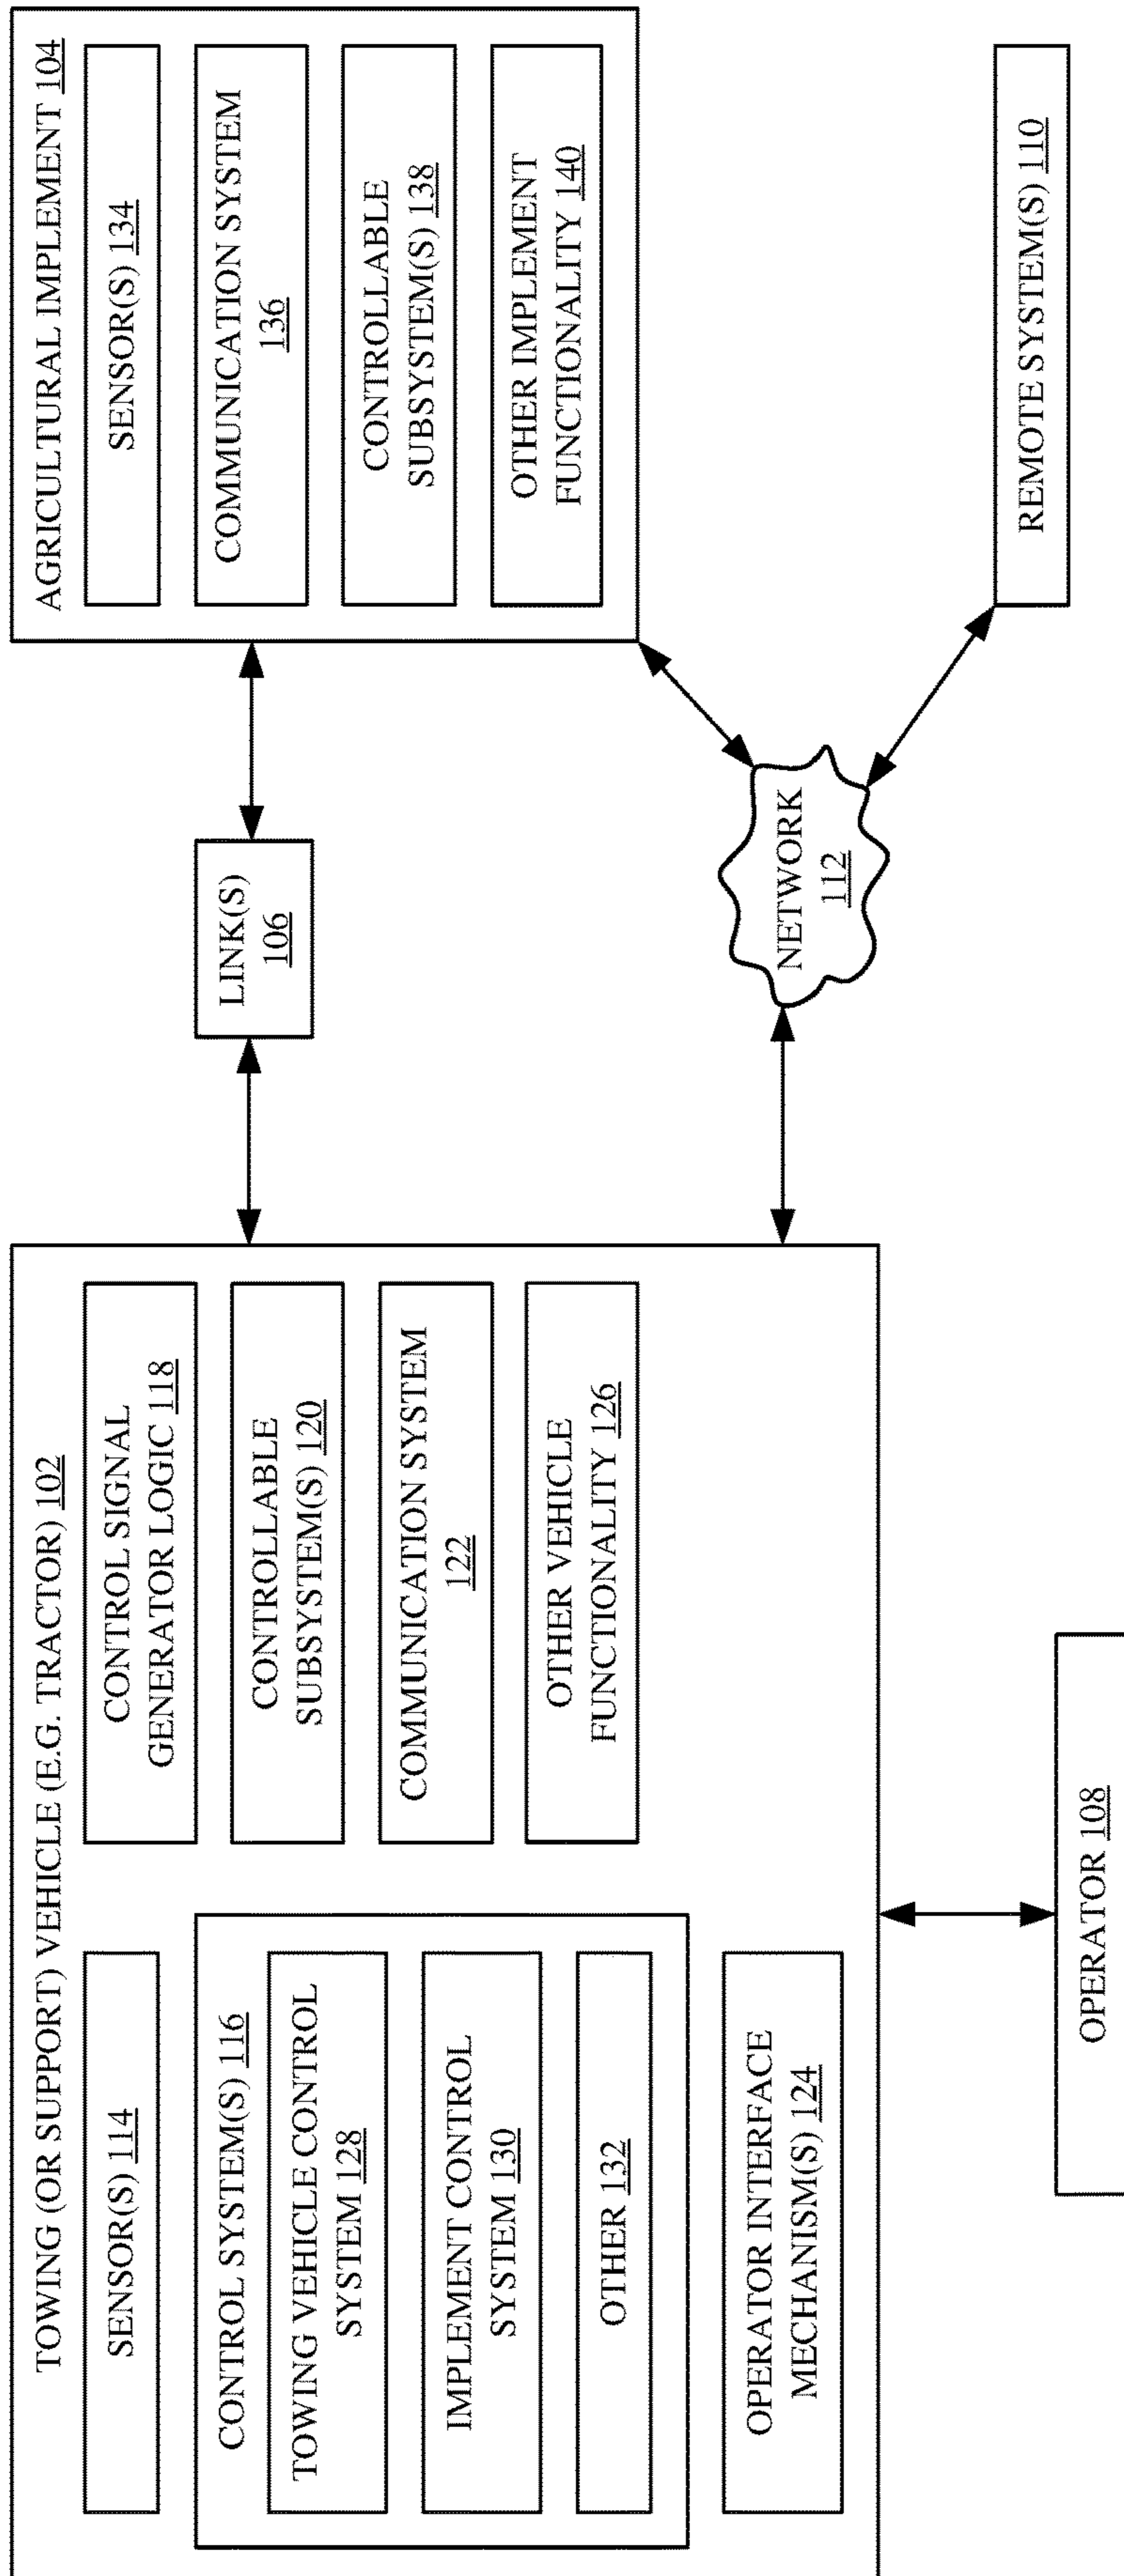 TOWING (OR SUPPORT) VEHICLE (E.G. TRACTOR) 102
SENSOR(S) 114
CONTROL SYSTEM(S) 116
TOWING VEHICLE CONTROL
SYSTEM 128
IMPLEMENT CONTROL
SYSTEM 130
OTHER 132
OPERATOR INTERFACE
MECHANISM(S) 124
CONTROL SIGNAL
GENERATOR LOGIC 118
CONTROLLABLE
SUBSYSTEM(S) 120
COMMUNICATION SYSTEM
122
OTHER VEHICLE
FUNCTIONALITY 126
OPERATOR 108
LINK(S)
106
NETWORK
112
AGRICULTURAL IMPLEMENT 104
SENSOR(S) 134
COMMUNICATION SYSTEM
136
CONTROLLABLE
SUBSYSTEM(S) 138
OTHER IMPLEMENT
FUNCTIONALITY 140
REMOTE SYSTEM(S) 110